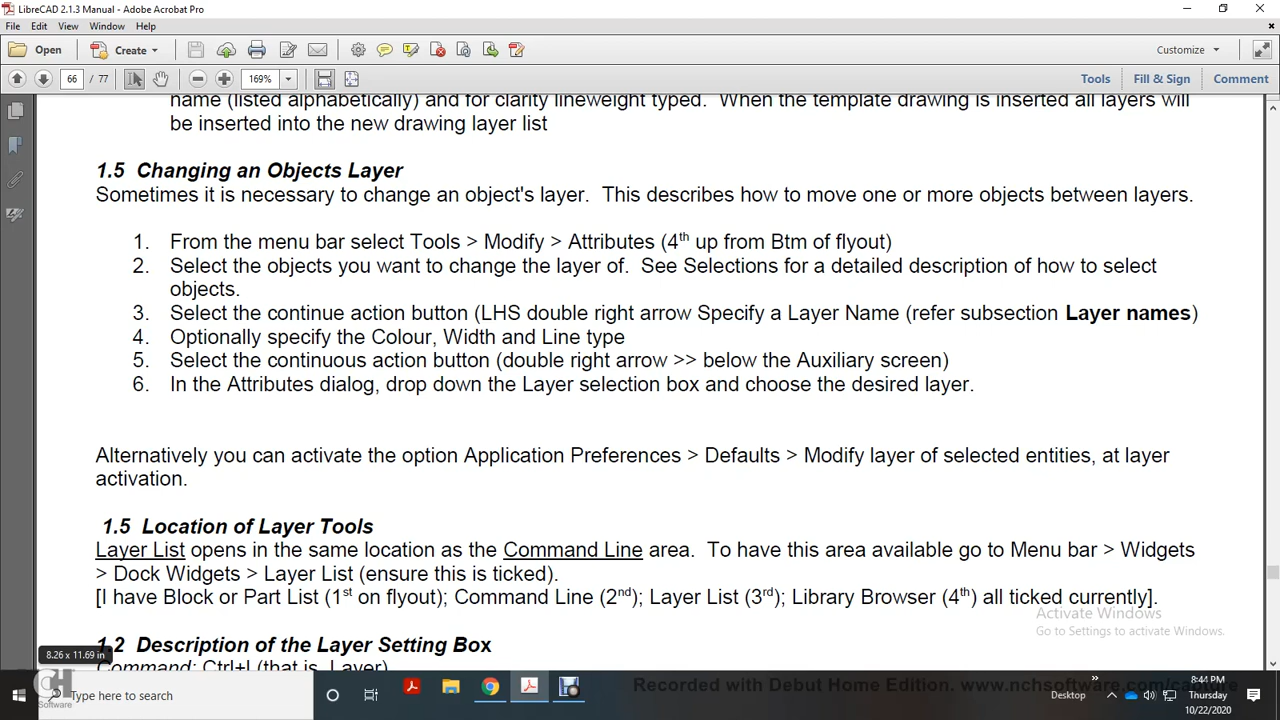 LibreCAD 2.1.3 Manual - Adobe Acrobat Pro
File Edit View Window Help
Open Create Customize
66 / 77 169% Tools Fill & Sign Comment
name (listed alphabetically) and for clarity lineweight typed. When the template drawing is inserted all layers will
be inserted into the new drawing layer list
1.5 Changing an Objects Layer
Sometimes it is necessary to change an object's layer. This describes how to move one or more objects between layers.
1. From the menu bar select Tools > Modify > Attributes (4th up from Btm of flyout)
2. Select the objects you want to change the layer of. See Selections for a detailed description of how to select
objects.
3. Select the continue action button (LHS double right arrow Specify a Layer Name (refer subsection Layer names)
4. Optionally specify the Colour, Width and Line type
5. Select the continuous action button (double right arrow >> below the Auxiliary screen)
6. In the Attributes dialog, drop down the Layer selection box and choose the desired layer.
Alternatively you can activate the option Application Preferences > Defaults > Modify layer of selected entities, at layer
activation.
1.5 Location of Layer Tools
Layer List opens in the same location as the Command Line area. To have this area available go to Menu bar > Widgets
> Dock Widgets > Layer List (ensure this is ticked).
[I have Block or Part List (1st on flyout); Command Line (2nd); Layer List (3rd); Library Browser (4th) all ticked currently].
Activate Windows
Go to Settings to activate Windows.
1.2 Description of the Layer Setting Box
8.26 x 11.69 in
Command: Ctrl+L (that is Layer)
Type here to search
Software
Recorded with Debut Home Edition. www.nchsoftware.com/capture
Desktop
8:44 PM
Thursday
10/22/2020